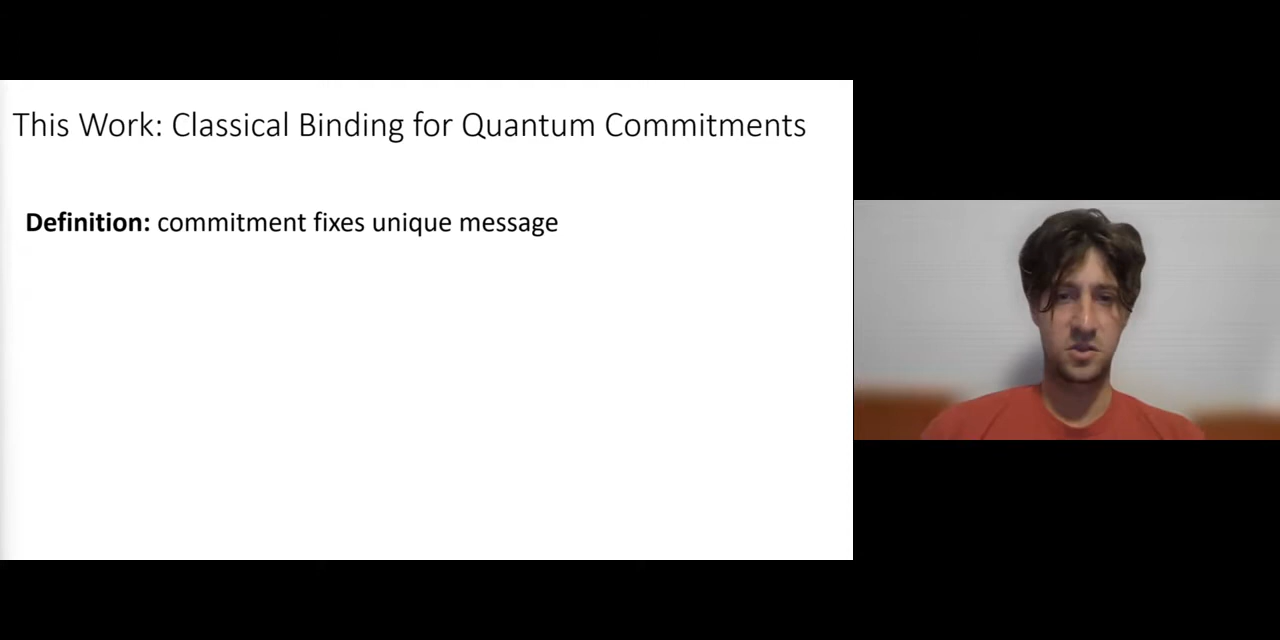 This Work: Classical Binding for Quantum Commitments
Definition: commitment fixes unique message